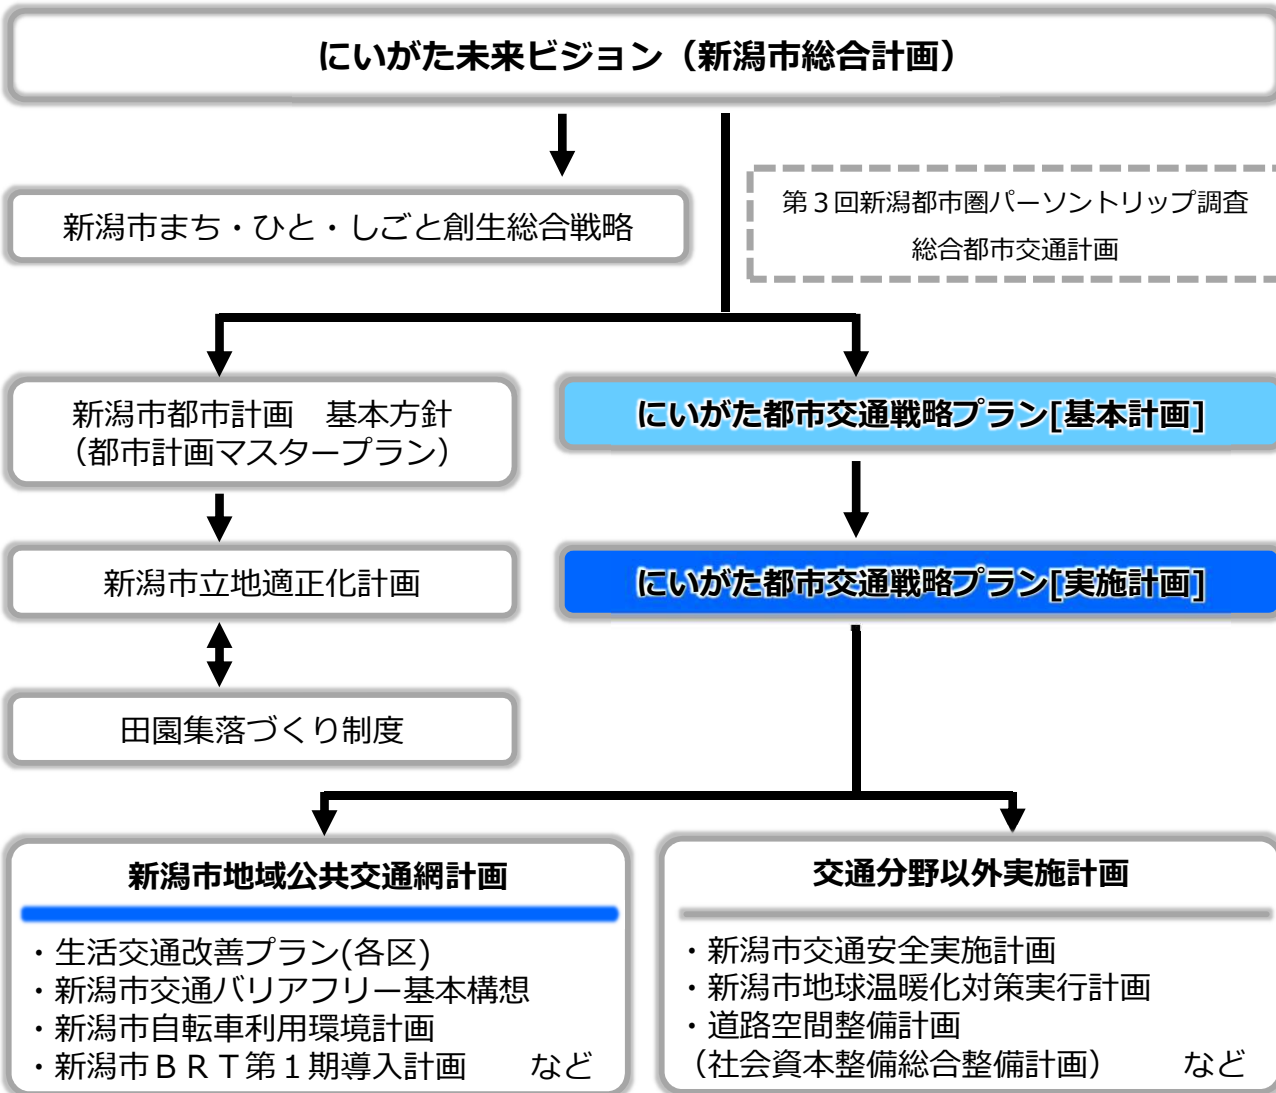 にいがた未来ビジョン（新潟市総合計画）
新潟市まち・ひと・しごと創生総合戦略
第３回新潟都市圏パーソントリップ調査
総合都市交通計画
新潟市都市計画　基本方針
（都市計画マスタープラン）
にいがた都市交通戦略プラン[基本計画]
新潟市立地適正化計画
にいがた都市交通戦略プラン[実施計画]
田園集落づくり制度
新潟市地域公共交通網計画
・生活交通改善プラン(各区)
・新潟市交通バリアフリー基本構想
・新潟市自転車利用環境計画
・新潟市ＢＲＴ第１期導入計画　　など
交通分野以外実施計画
・新潟市交通安全実施計画
・新潟市地球温暖化対策実行計画
・道路空間整備計画
（社会資本整備総合整備計画）　　など